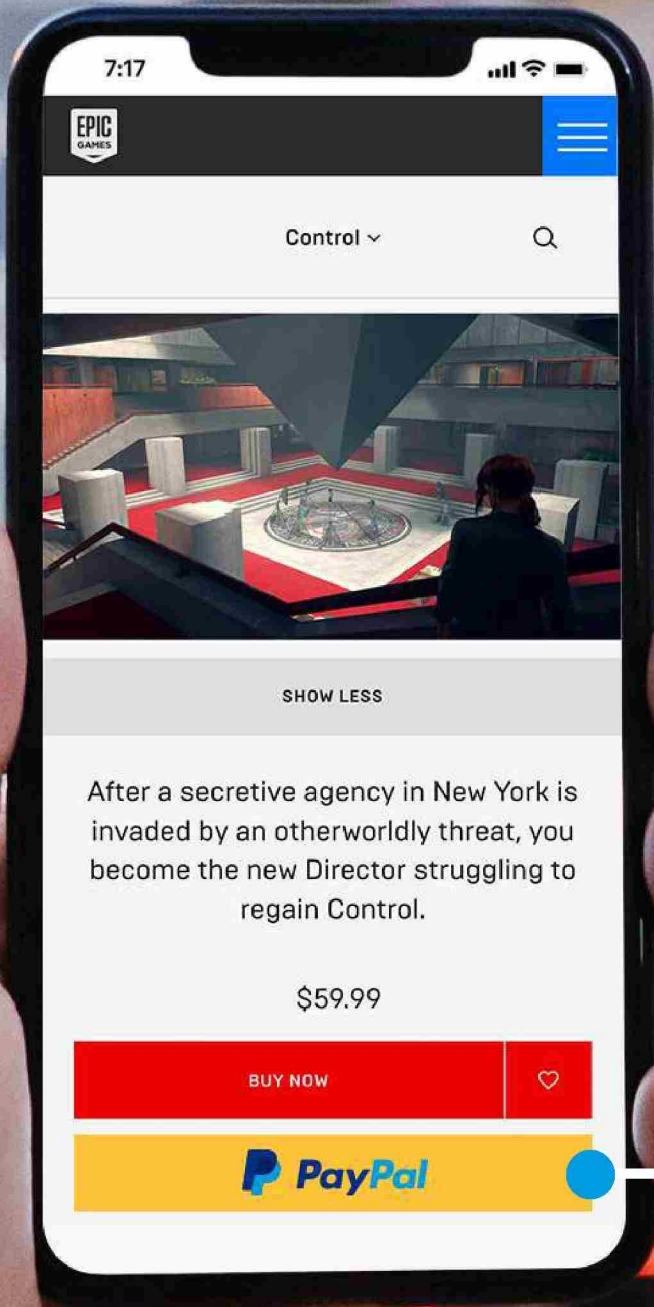 7:17
EPIC
GAMES
Control
SHOW LESS
After a secretive agency in New York is
invaded by an otherworldly threat, you
become the new Director struggling to
regain Control.
$59.99
BUY NOW
PayPal